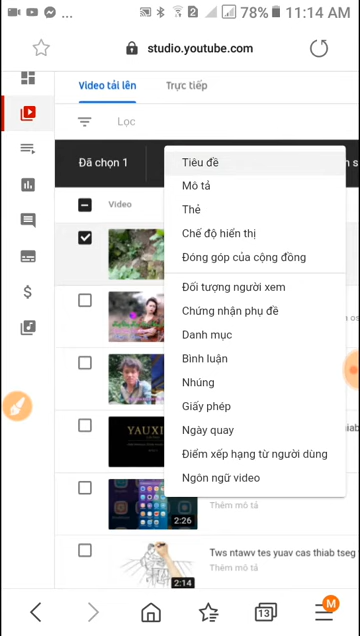 ... 78% 11:14 AM
studio.youtube.com
Video tải lên Trực tiếp
Lọc
Đã chọn 1
Video
Tiêu đề
Mô tả
Thẻ
Chế độ hiển thị
Đóng góp của cộng đồng
Đối tượng người xem
Chứng nhận phụ đề
Danh mục
Bình luận
Nhúng
Giấy phép
Ngày quay
Điểm xếp hạng từ người dùng
Ngôn ngữ video
YAUXI
Thêm mô tả
2:26
Tws ntawv tes yuav cas thiab tseg
Thêm mô tả
2:14
13
M